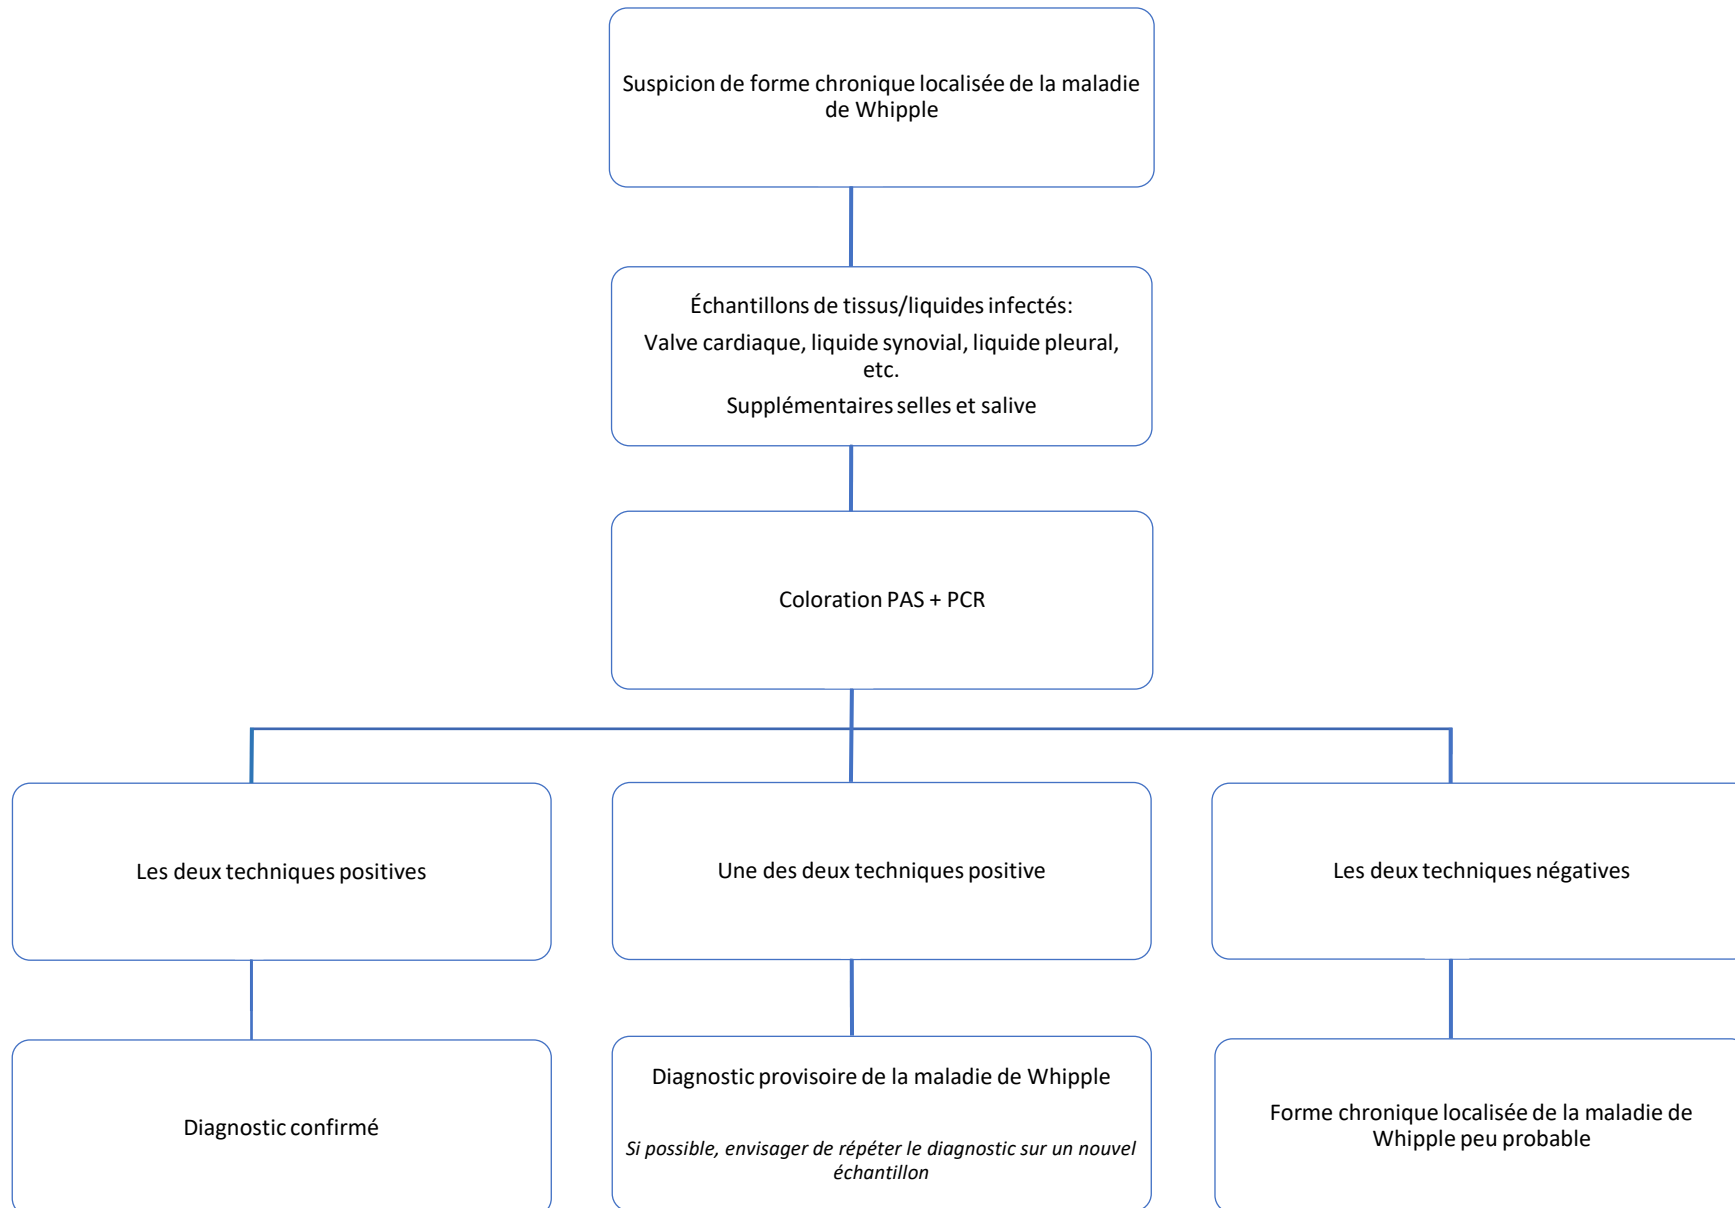 Suspicion de forme chronique localisée de la maladie
de Whipple
Échantillons de tissus/liquides infectés:
Valve cardiaque, liquide synovial, liquide pleural,
etc.
Supplémentaires selles et salive
Coloration PAS + PCR
Les deux techniques positives
Une des deux techniques positive
Les deux techniques négatives
Diagnostic confirmé
Diagnostic provisoire de la maladie de Whipple
Si possible, envisager de répéter le diagnostic sur un nouvel
échantillon
Forme chronique localisée de la maladie de
Whipple peu probable